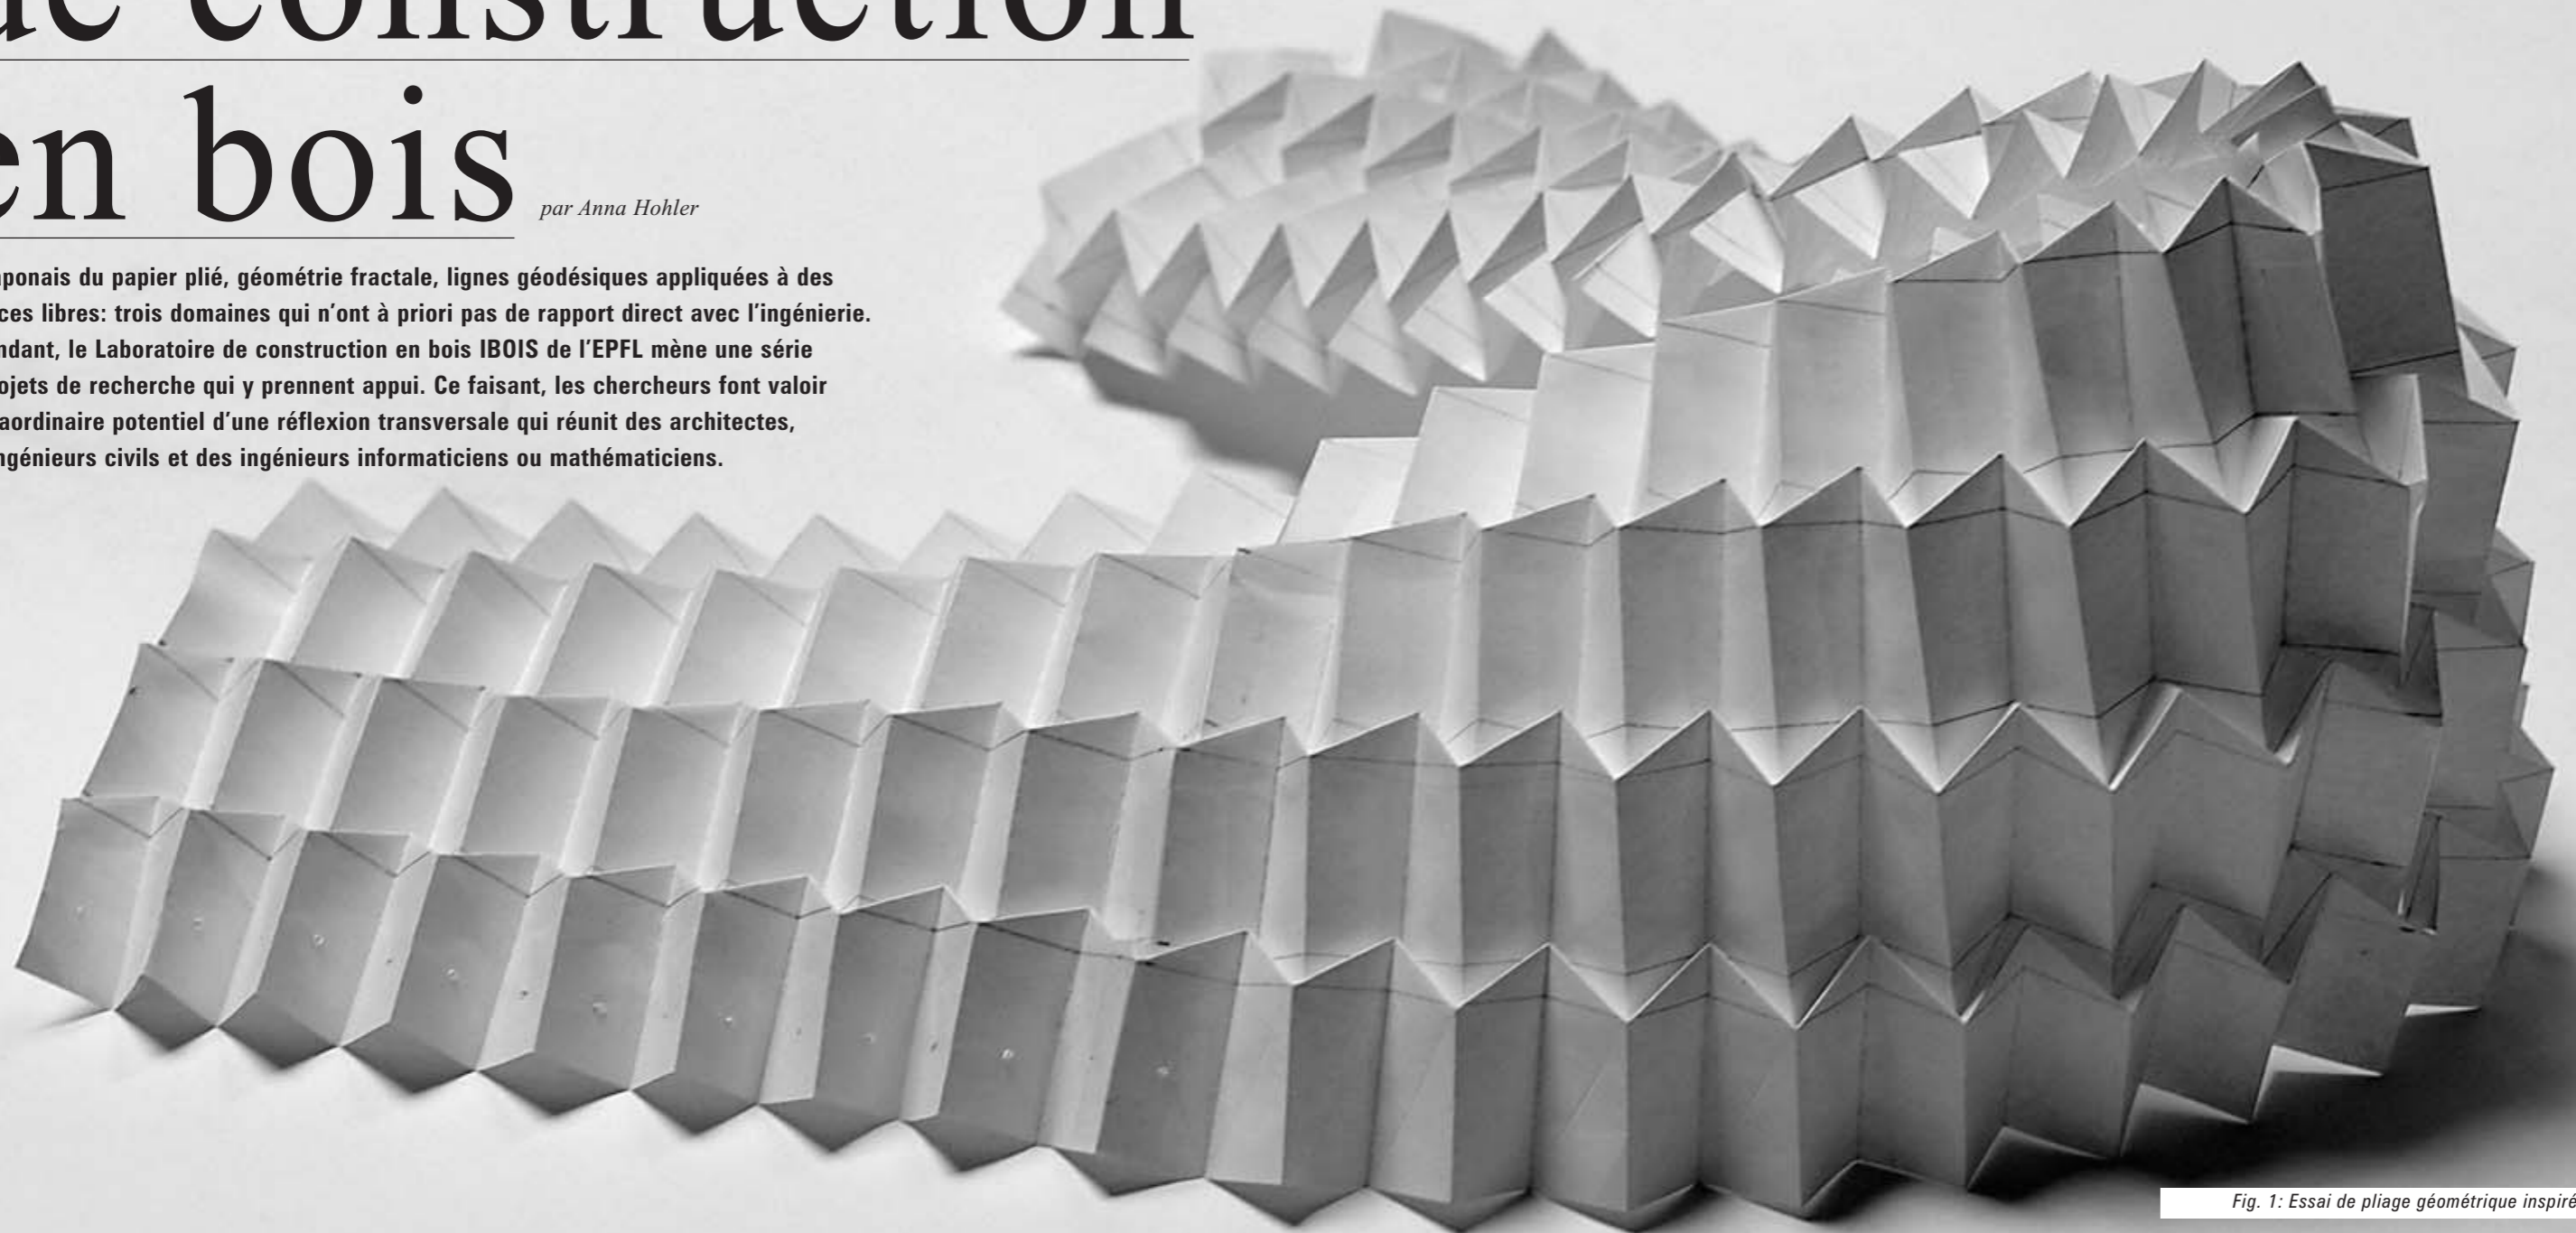 de construction
en bois
par Anna Hohler
aponais du papier plié, géométrie fractale, lignes géodésiques appliquées à des
ces libres: trois domaines qui n’ont à priori pas de rapport direct avec l’ingénierie.
ndant, le Laboratoire de construction en bois IBOIS de l’EPFL mène une série
ojets de recherche qui y prennent appui. Ce faisant, les chercheurs font valoir
raordinaire potentiel d’une réflexion transversale qui réunit des architectes,
ngénieurs civils et des ingénieurs informaticiens ou mathématiciens.
Fig. 1: Essai de pliage géométrique inspiré